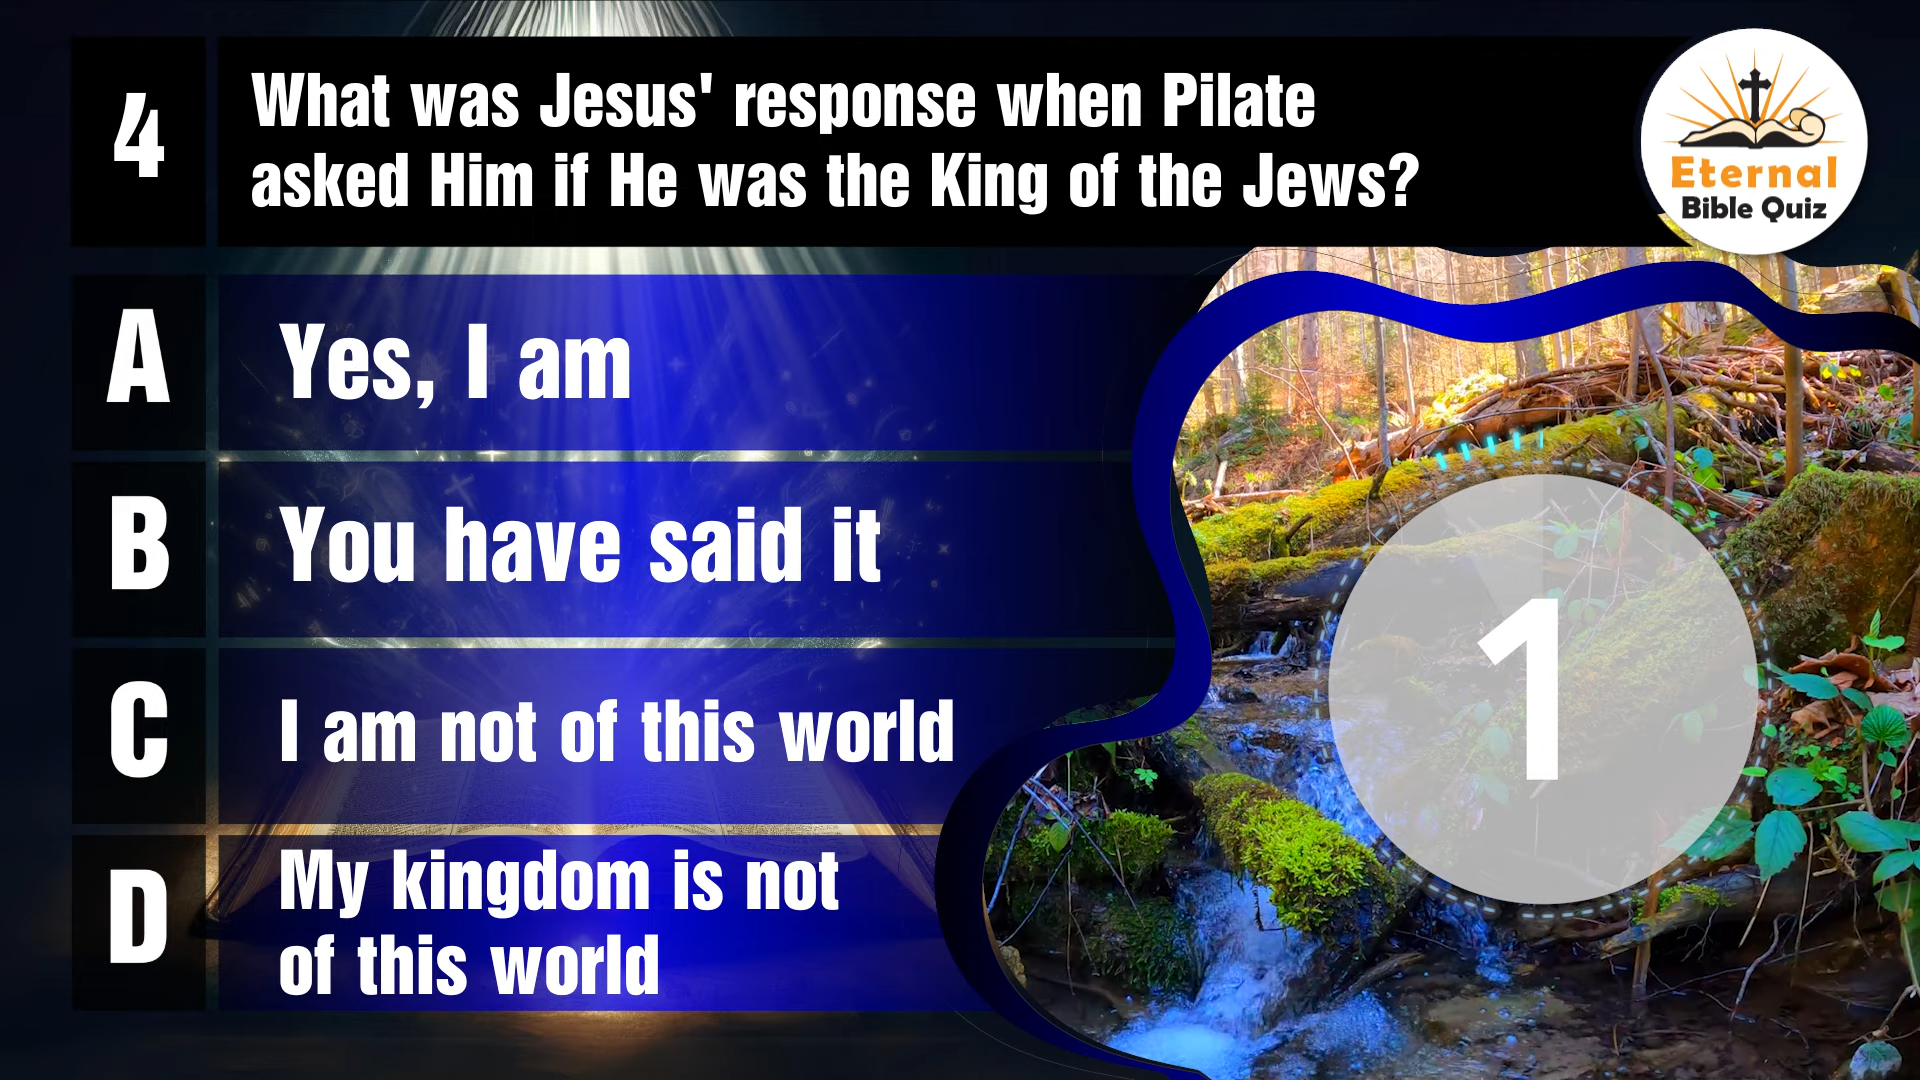 4
What was Jesus' response when Pilate
asked Him if He was the King of the Jews?
Eternal
Bible Quiz
A
Yes, I am
B
You have said it
C
I am not of this world
D
My kingdom is not
of this world
1